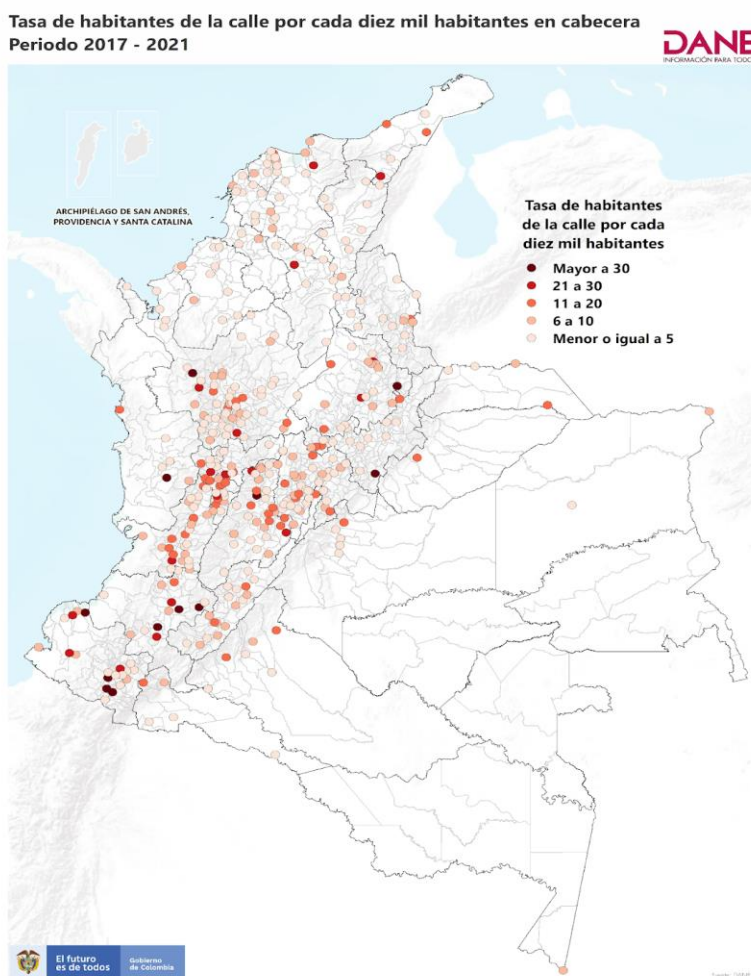 Tasa de habitantes de la calle por cada diez mil habitantes en cabecera
Periodo 2017 - 2021
DANE
INFORMACIÓN PARA TODOS
ARCHIPIÉLAGO DE SAN ANDRÉS,
PROVIDENCIA Y SANTA CATALINA
Tasa de habitantes
de la calle por cada
diez mil habitantes
Mayor a 30
21 a 30
11 a 20
6 a 10
Menor o igual a 5
El futuro
es de todos
Gobierno
de Colombia